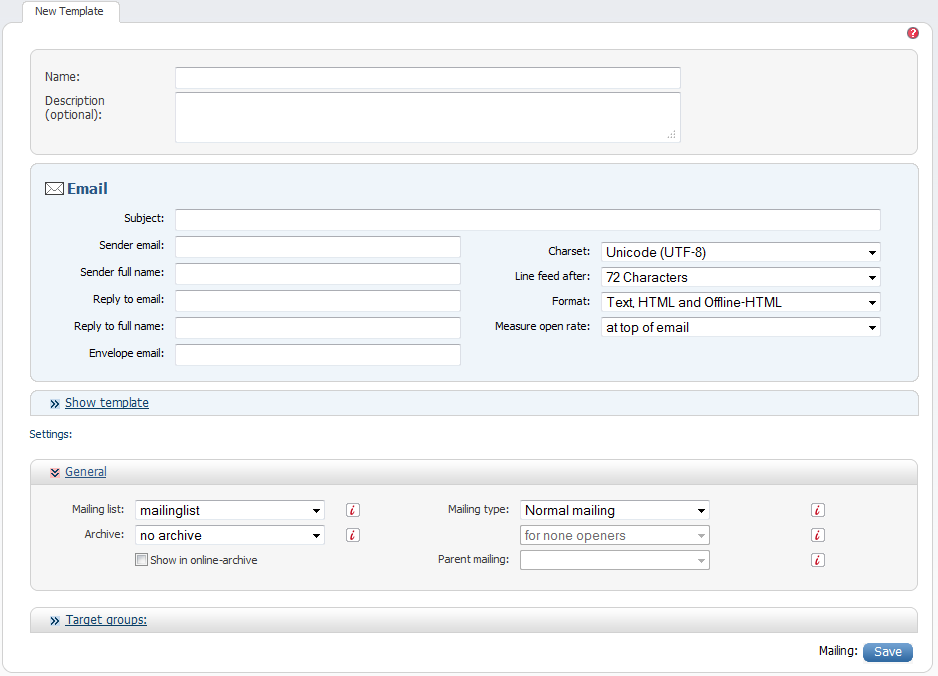 New Template
?
Name:
Description
(optional):
Email
Subject:
Sender email:
Sender full name:
Reply to email:
Reply to full name:
Envelope email:
Charset: Unicode (UTF-8)
Line feed after: 72 Characters
Format: Text, HTML and Offline-HTML
Measure open rate: at top of email
Show template
Settings:
General
Mailing list: mailinglist i Mailing type: Normal mailing i
Archive: no archive i for none openers i
Show in online-archive Parent mailing: i
Target groups:
Mailing: Save